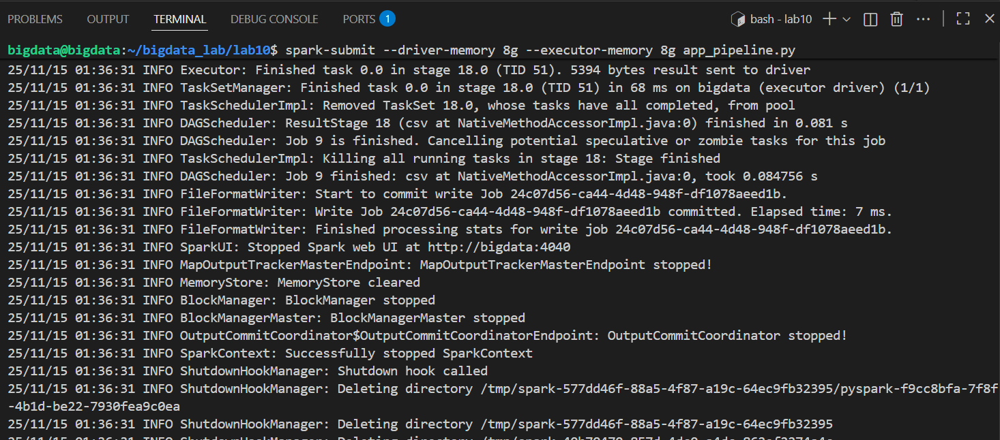 PROBLEMS OUTPUT TERMINAL DEBUG CONSOLE PORTS 1 bash - lab10
bigdata@bigdata:~/bigdata_lab/lab10$ spark-submit --driver-memory 8g --executor-memory 8g app_pipeline.py
25/11/15 01:36:31 INFO Executor: Finished task 0.0 in stage 18.0 (TID 51). 5394 bytes result sent to driver
25/11/15 01:36:31 INFO TaskSetManager: Finished task 0.0 in stage 18.0 (TID 51) in 68 ms on bigdata (executor driver) (1/1)
25/11/15 01:36:31 INFO TaskSchedulerImpl: Removed TaskSet 18.0, whose tasks have all completed, from pool
25/11/15 01:36:31 INFO DAGScheduler: ResultStage 18 (csv at NativeMethodAccessorImpl.java:0) finished in 0.081 s
25/11/15 01:36:31 INFO DAGScheduler: Job 9 is finished. Cancelling potential speculative or zombie tasks for this job
25/11/15 01:36:31 INFO TaskSchedulerImpl: Killing all running tasks in stage 18: Stage finished
25/11/15 01:36:31 INFO DAGScheduler: Job 9 finished: csv at NativeMethodAccessorImpl.java:0, took 0.084756 s
25/11/15 01:36:31 INFO FileFormatWriter: Start to commit write Job 24c07d56-ca44-4d48-948f-df1078aeed1b.
25/11/15 01:36:31 INFO FileFormatWriter: Write Job 24c07d56-ca44-4d48-948f-df1078aeed1b committed. Elapsed time: 7 ms.
25/11/15 01:36:31 INFO FileFormatWriter: Finished processing stats for write job 24c07d56-ca44-4d48-948f-df1078aeed1b.
25/11/15 01:36:31 INFO SparkUI: Stopped Spark web UI at http://bigdata:4040
25/11/15 01:36:31 INFO MapOutputTrackerMasterEndpoint: MapOutputTrackerMasterEndpoint stopped!
25/11/15 01:36:31 INFO MemoryStore: MemoryStore cleared
25/11/15 01:36:31 INFO BlockManager: BlockManager stopped
25/11/15 01:36:31 INFO BlockManagerMaster: BlockManagerMaster stopped
25/11/15 01:36:31 INFO OutputCommitCoordinator$OutputCommitCoordinatorEndpoint: OutputCommitCoordinator stopped!
25/11/15 01:36:31 INFO SparkContext: Successfully stopped SparkContext
25/11/15 01:36:31 INFO ShutdownHookManager: Shutdown hook called
25/11/15 01:36:31 INFO ShutdownHookManager: Deleting directory /tmp/spark-577dd46f-88a5-4f87-a19c-64ec9fb32395/pyspark-f9cc8bfa-7f8f
-4b1d-be22-7930fea9c0ea
25/11/15 01:36:31 INFO ShutdownHookManager: Deleting directory /tmp/spark-577dd46f-88a5-4f87-a19c-64ec9fb32395
25/11/15 01:36:31 INFO ShutdownHookManager: Deleting directory